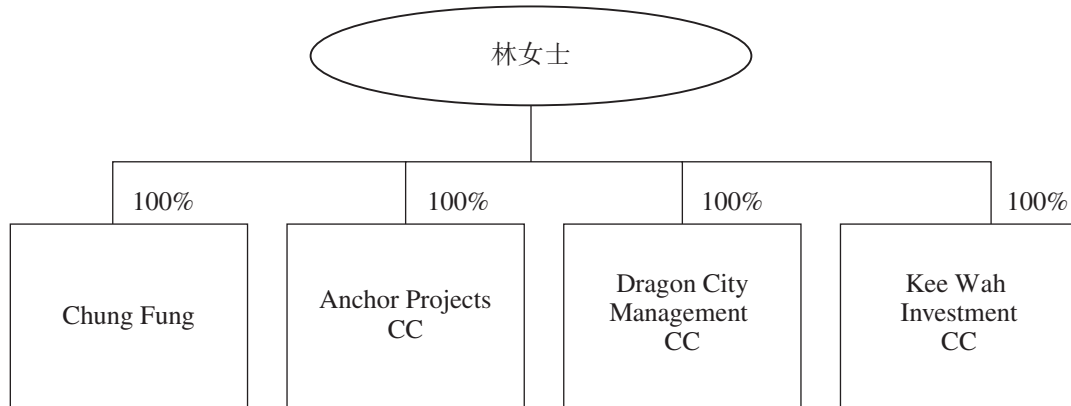 林女士
100%
100%
100%
100%
Chung Fung
Anchor Projects
CC
Dragon City
Management
CC
Kee Wah
Investment
CC